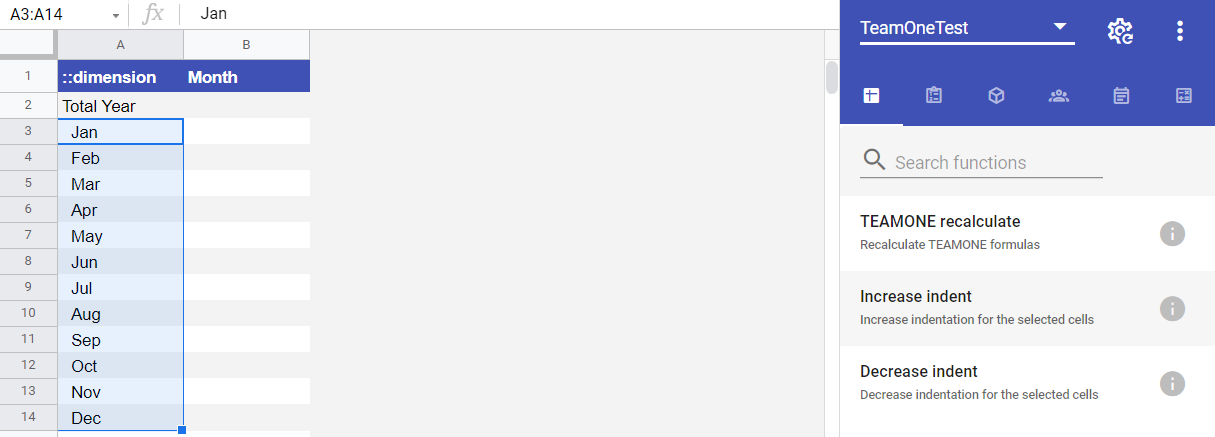 A3:A14 fx Jan
A B
1 ::dimension Month
2 Total Year
3 Jan
4 Feb
5 Mar
6 Apr
7 May
8 Jun
9 Jul
10 Aug
11 Sep
12 Oct
13 Nov
14 Dec
TeamOneTest
Search functions
TEAMONE recalculate
Recalculate TEAMONE formulas
Increase indent
Increase indentation for the selected cells
Decrease indent
Decrease indentation for the selected cells